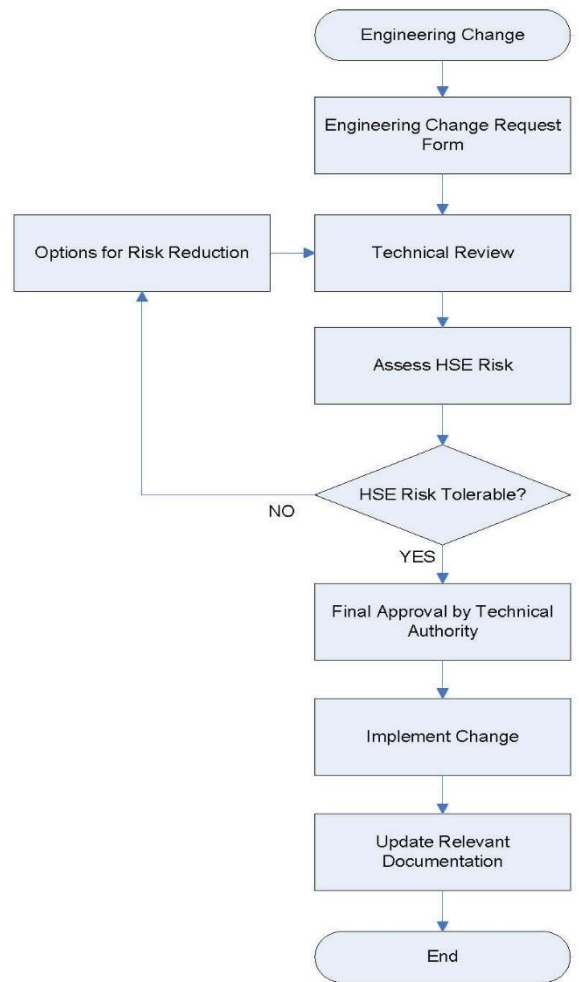 Engineering Change
Engineering Change Request
Form
Options for Risk Reduction
Technical Review
Assess HSE Risk
HSE Risk Tolerable?
NO
YES
Final Approval by Technical
Authority
Implement Change
Update Relevant
Documentation
End